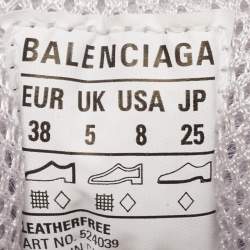 BALENCIAGA
EUR UK USA JP
38 5 8 25
LEATHERFREE
ART NO. 524039